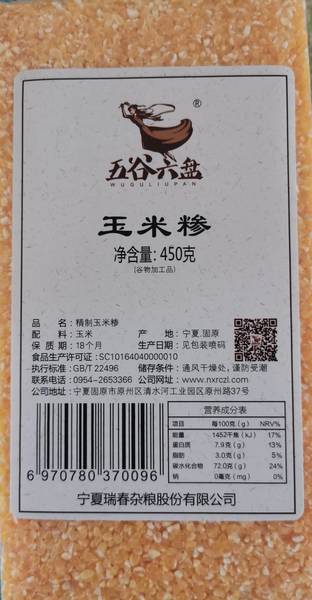 ®
五谷六盘
WUGULIUPAN
玉米糁
净含量: 450克
(谷物加工品)
品 名：精制玉米糁
配 料：玉米 产 地：宁夏.固原
保 质 期：18个月 生产日期：见包装喷码
食品生产许可证：SC10164040000010
执行标准：GB/T 22496 储存条件：通风干燥处，谨防受潮
联系电话：0954-2653366 公司网址：www.nxrczl.com
地 址：宁夏固原市原州区清水河工业园区原州路37号
营养成分表
项目 每100克(g) NRV%
能量 1452千焦(kJ) 17%
蛋白质 7.9克(g) 13%
脂肪 3.0克(g) 5%
碳水化合物 72.0克(g) 24%
钠 0毫克(mg) 0%
6 970780 370096
宁夏瑞春杂粮股份有限公司